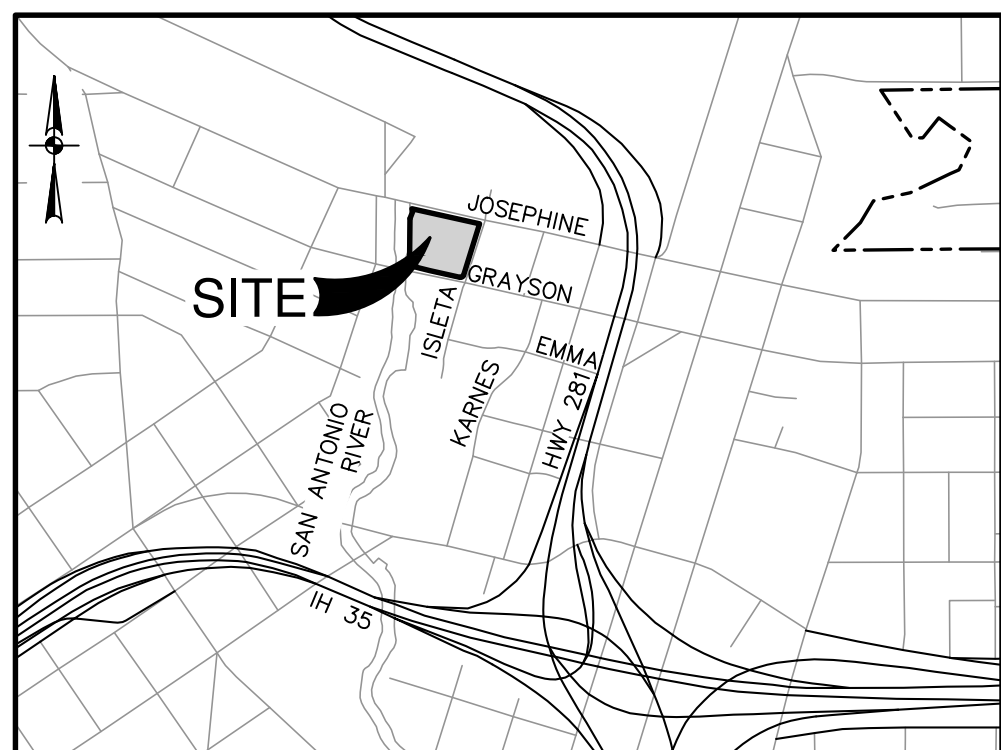 JOSEPHINE
GRAYSON
SITE
ISLETA
EMMA
KARNES
HWY 281
SAN ANTONIO
RIVER
IH 35